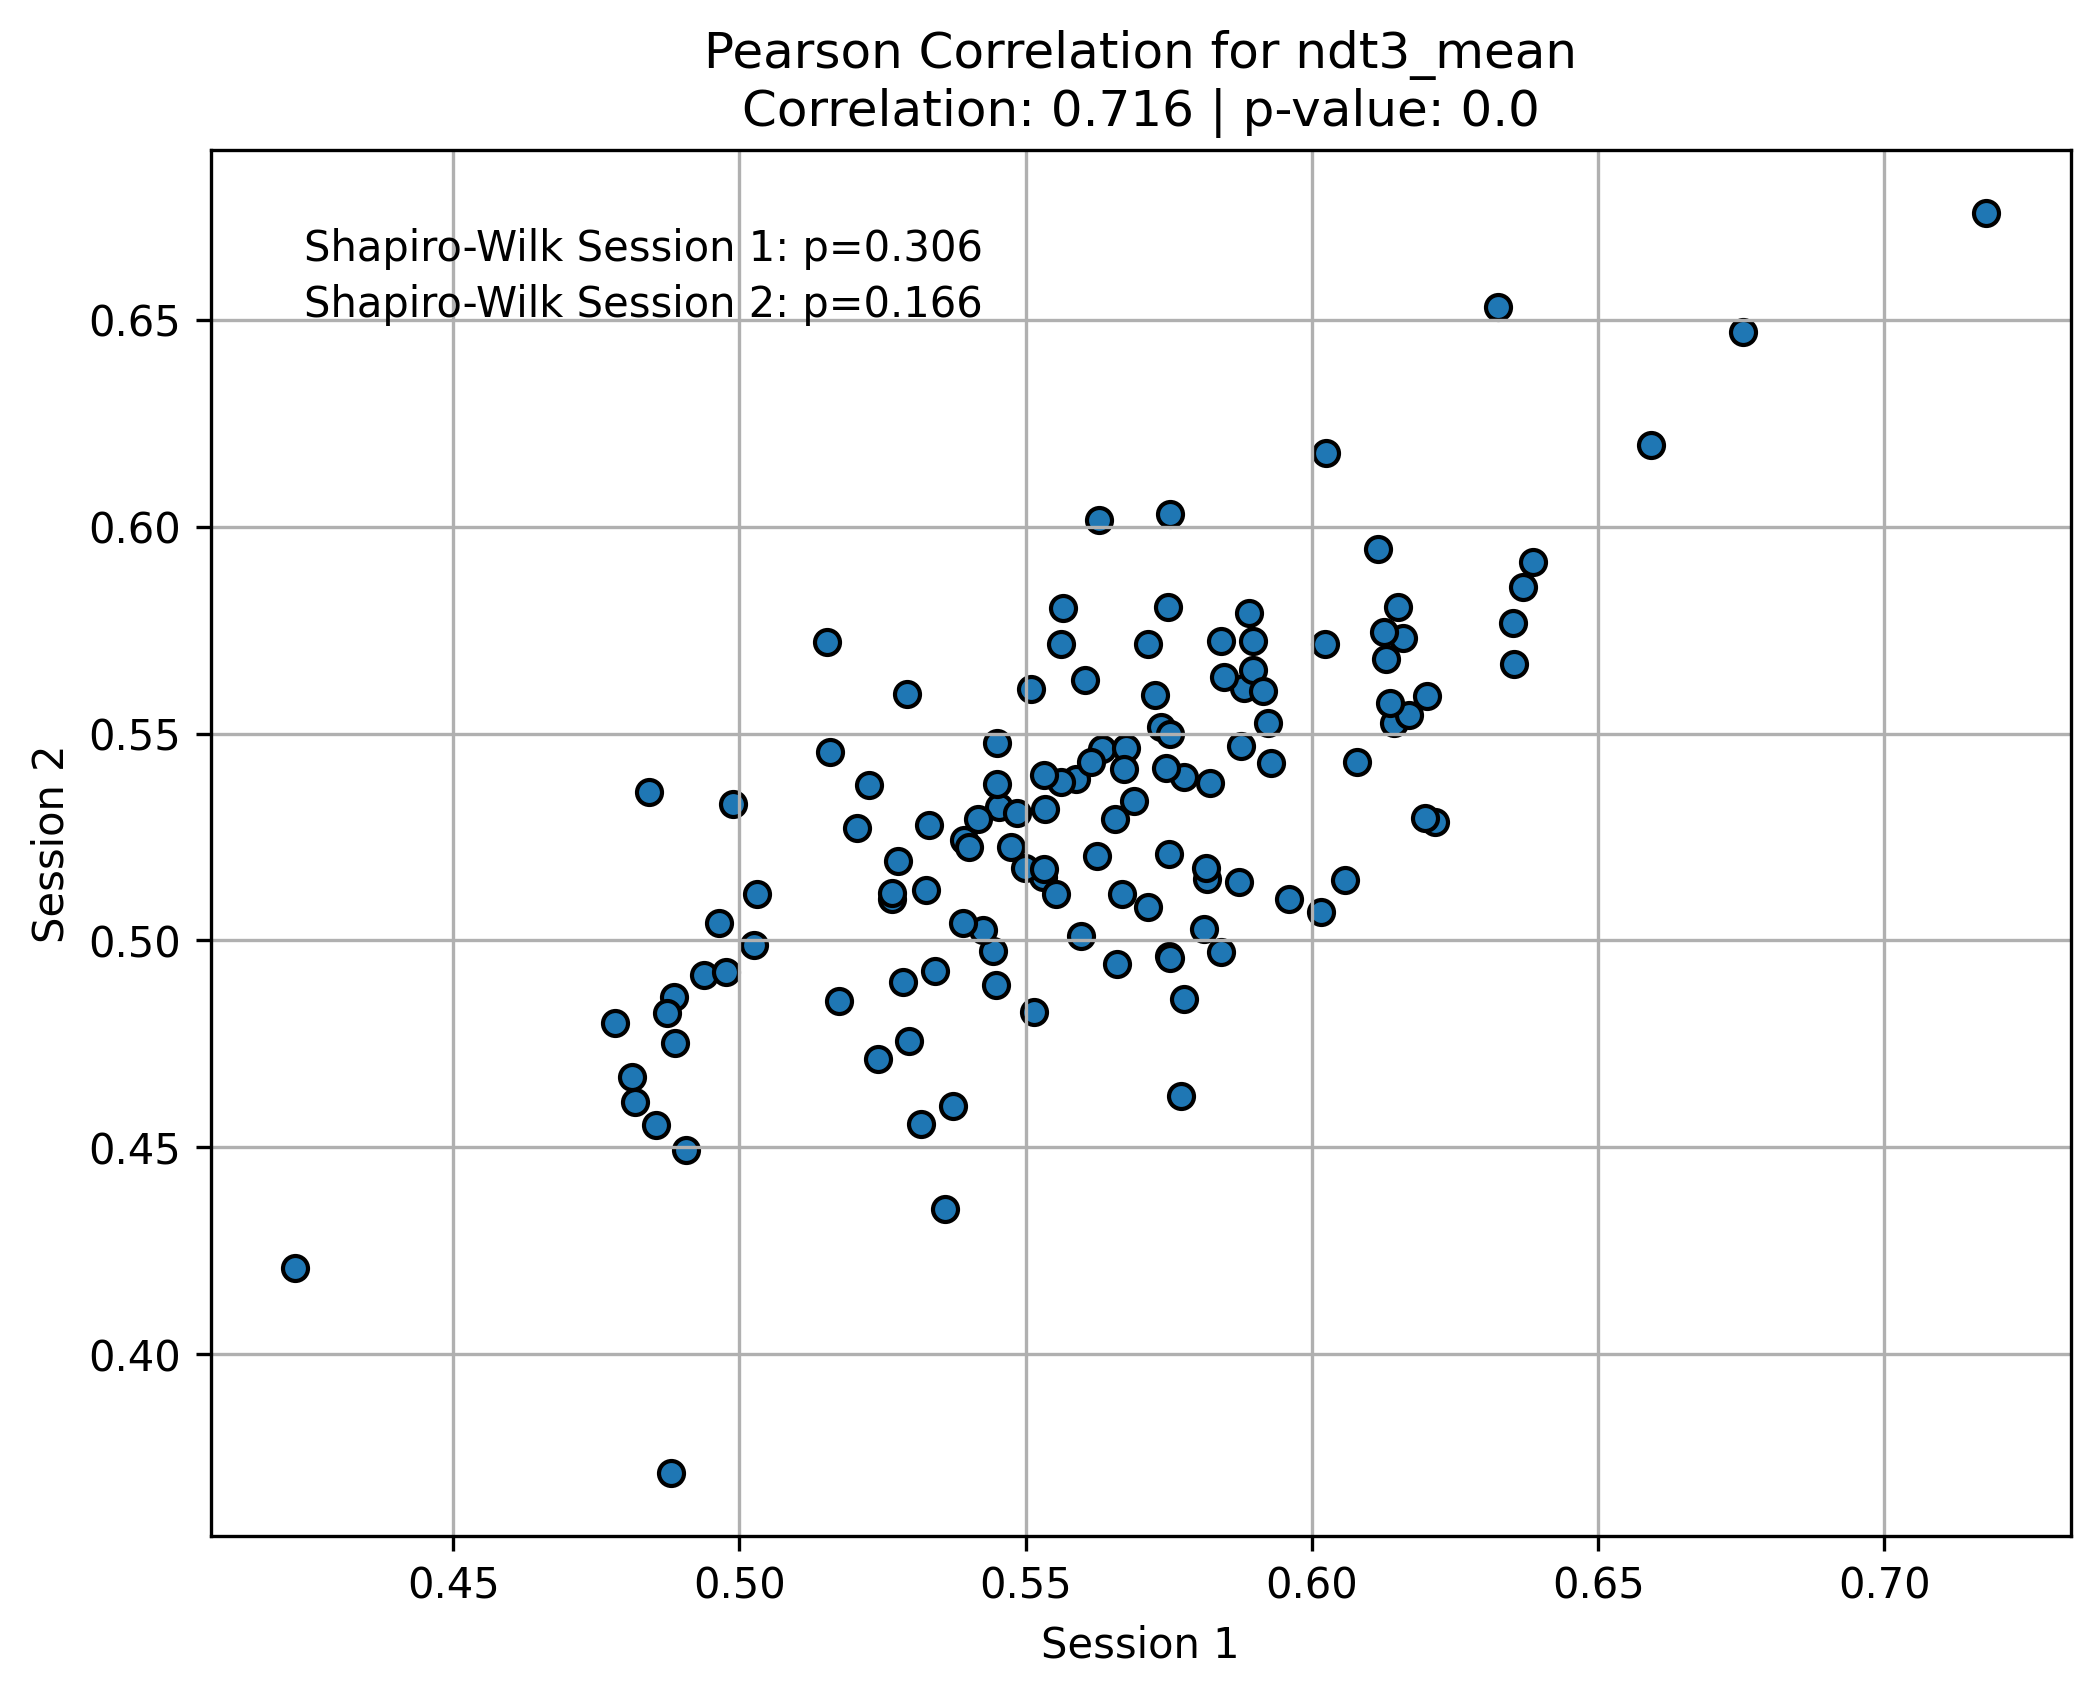 Pearson Correlation for ndt3_mean
Correlation: 0.716 | p-value: 0.0
Shapiro-Wilk Session 1: p=0.306
Shapiro-Wilk Session 2: p=0.166
Session 2
0.65
0.60
0.55
0.50
0.45
0.40
0.45 0.50 0.55 0.60 0.65 0.70
Session 1